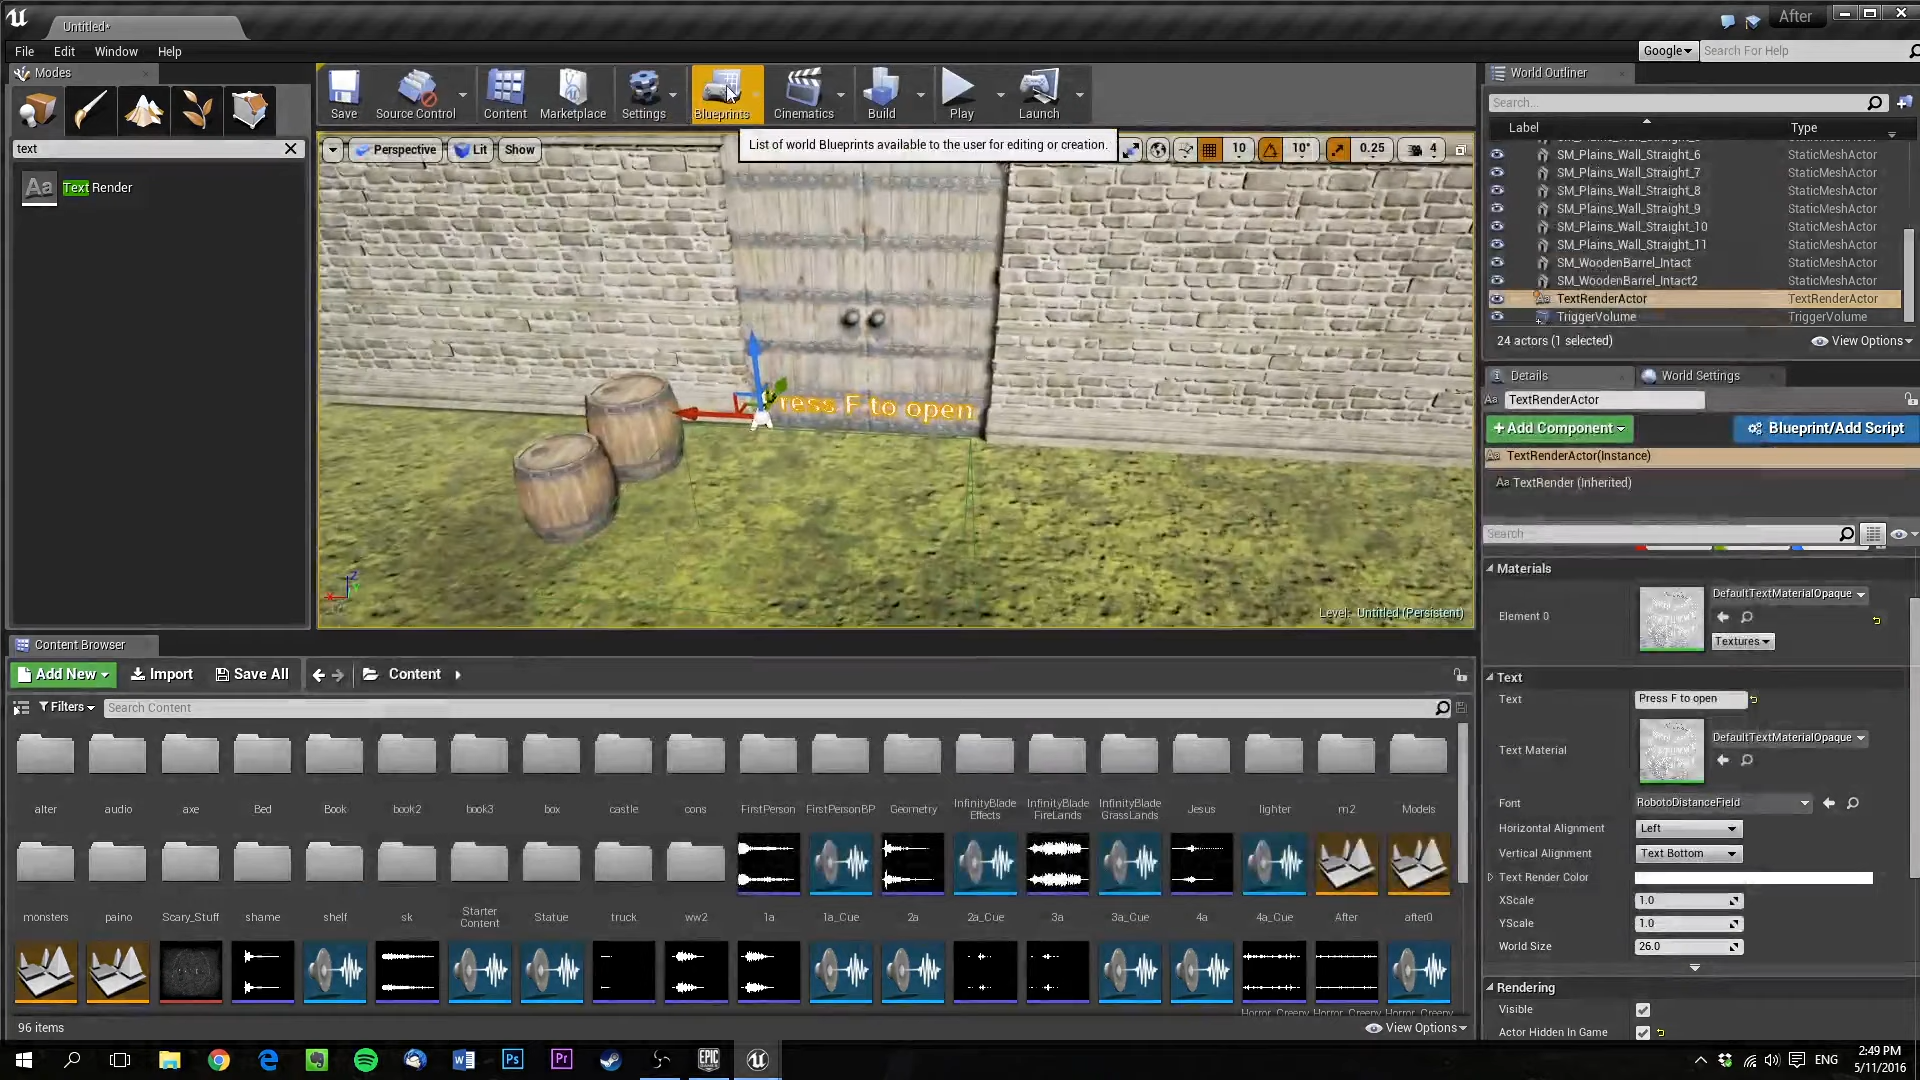 Untitled*
After
File
Edit
Window
Help
Google
Search For Help
Modes
text
Text Render
Save
Source Control
Content
Marketplace
Settings
Blueprints
Cinematics
Build
Play
Launch
List of world Blueprints available to the user for editing or creation.
Perspective
Lit
Show
10
10°
0.25
4
ress F to open
Level: Untitled (Persistent)
World Outliner
Search...
Label
Type
SM_Plains_Wall_Straight_6 StaticMeshActor
SM_Plains_Wall_Straight_7 StaticMeshActor
SM_Plains_Wall_Straight_8 StaticMeshActor
SM_Plains_Wall_Straight_9 StaticMeshActor
SM_Plains_Wall_Straight_10 StaticMeshActor
SM_Plains_Wall_Straight_11 StaticMeshActor
SM_WoodenBarrel_Intact StaticMeshActor
SM_WoodenBarrel_Intact2 StaticMeshActor
TextRenderActor TextRenderActor
TriggerVolume TriggerVolume
24 actors (1 selected)
View Options
Details
World Settings
TextRenderActor
+Add Component
Blueprint/Add Script
TextRenderActor(Instance)
TextRender (Inherited)
Search
Materials
Element 0
DefaultTextMaterialOpaque
Textures
Text
Text
Press F to open
Text Material
DefaultTextMaterialOpaque
Font
RobotoDistanceField
Horizontal Alignment
Left
Vertical Alignment
Text Bottom
Text Render Color
XScale
1.0
YScale
1.0
World Size
26.0
Rendering
Visible
Actor Hidden In Game
Content Browser
Add New
Import
Save All
Content
Filters
Search Content
alter
audio
axe
Bed
Book
book2
book3
box
castle
cons
FirstPerson
FirstPersonBP
Geometry
InfinityBlade
Effects
InfinityBlade
FireLands
InfinityBlade
GrassLands
Jesus
lighter
m2
Models
monsters
paino
Scary_Stuff
shame
shelf
sk
Starter
Content
Statue
truck
ww2
1a
1a_Cue
2a
2a_Cue
3a
3a_Cue
4a
4a_Cue
After
after0
Horror_Creepy
Horror_Creepy
Horror_Creepy
96 items
View Options
ENG
2:49 PM
5/11/2016